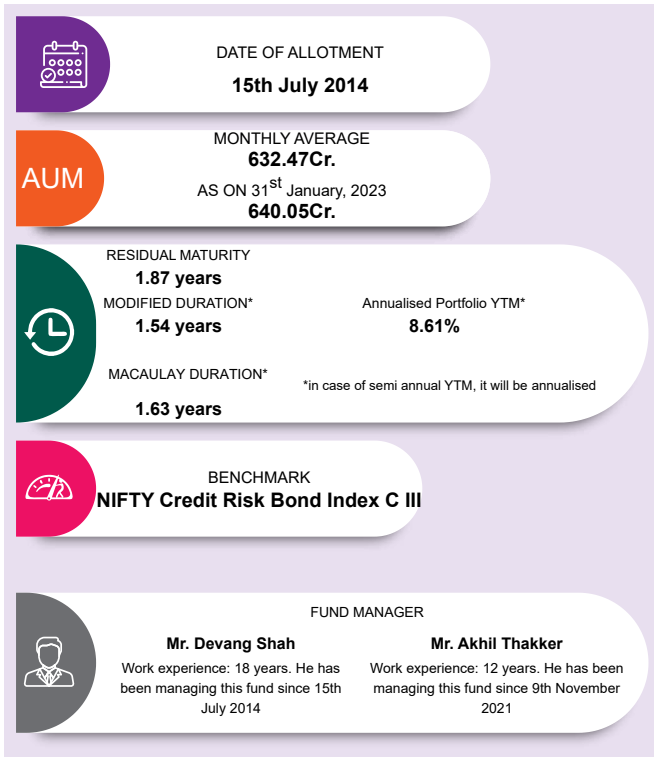 DATE OF ALLOTMENT
15th July 2014
AUM
MONTHLY AVERAGE
632.47Cr.
AS ON 31st January, 2023
640.05Cr.
RESIDUAL MATURITY
1.87 years
MODIFIED DURATION*
1.54 years
Annualised Portfolio YTM*
8.61%
MACAULAY DURATION*
1.63 years
*in case of semi annual YTM, it will be annualised
BENCHMARK
NIFTY Credit Risk Bond Index C III
FUND MANAGER
Mr. Devang Shah
Work experience: 18 years. He has
been managing this fund since 15th
July 2014
Mr. Akhil Thakker
Work experience: 12 years. He has been
managing this fund since 9th November
2021